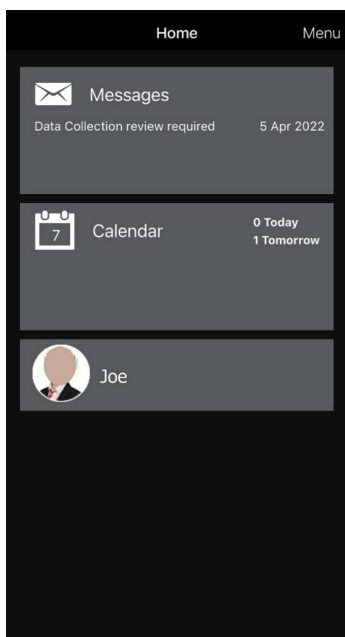 Home Menu
Messages
Data Collection review required 5 Apr 2022
7 Calendar 0 Today
1 Tomorrow
Joe